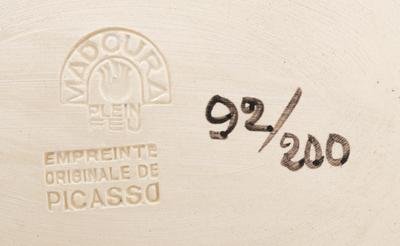 MADOURA
PLEIN
FEU
92/200
EMPREINTE
ORIGINALE DE
PICASSO